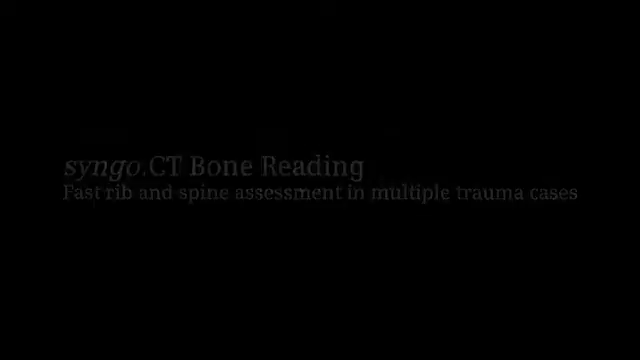 syngo.CT Bone Reading
Fast rib and spine assessment in multiple trauma cases